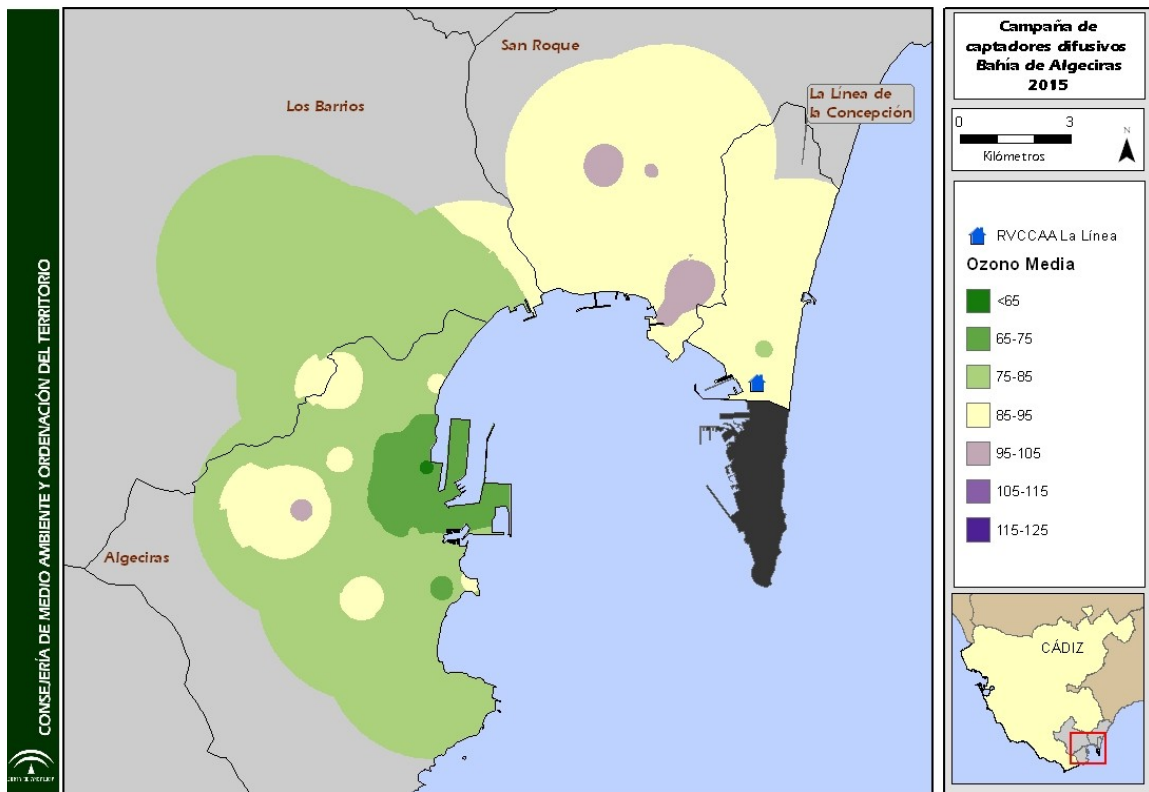 CONSEJERÍA DE MEDIO AMBIENTE Y ORDENACIÓN DEL TERRITORIO
San Roque
Los Barrios
La Línea de
la Concepción
Algeciras
Campaña de
captadores difusivos
Bahía de Algeciras
2015
0 3
Kilómetros
N
RVCCAA La Línea
Ozono Media
<65
65-75
75-85
85-95
95-105
105-115
115-125
CÁDIZ